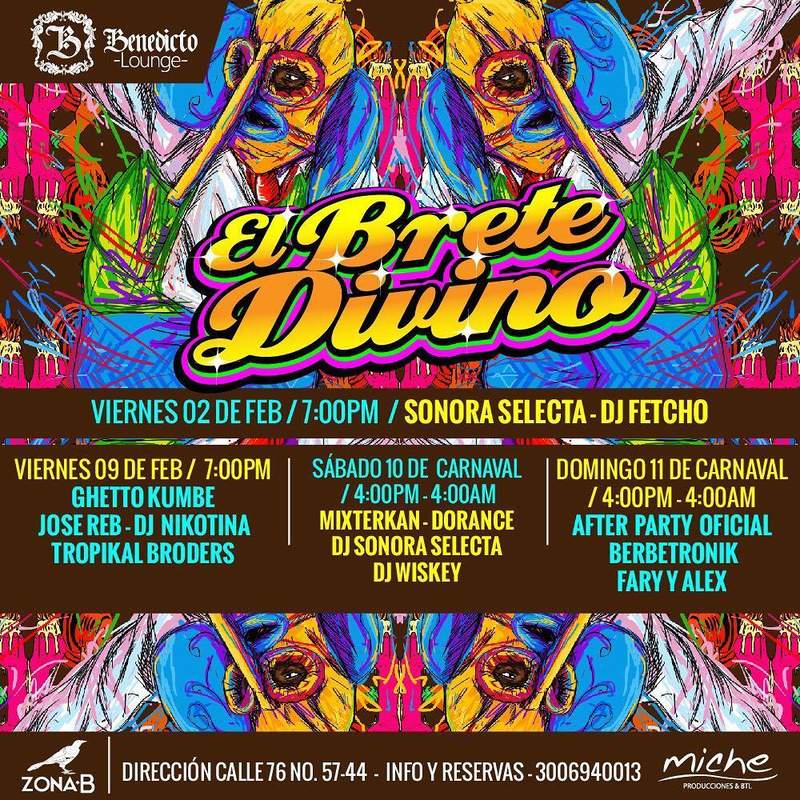 B
Benedicto
-Lounge-
El Brete
Divino
VIERNES 02 DE FEB / 7:00PM / SONORA SELECTA - DJ FETCHO
VIERNES 09 DE FEB / 7:00PM
GHETTO KUMBE
JOSE REB - DJ NIKOTINA
TROPIKAL BRODERS
SÁBADO 10 DE CARNAVAL
/ 4:00PM - 4:00AM
MIXTERKAN - DORANCE
DJ SONORA SELECTA
DJ WISKEY
DOMINGO 11 DE CARNAVAL
/ 4:00PM - 4:00AM
AFTER PARTY OFICIAL
BERBETRONIK
FARY Y ALEX
ZONA-B
DIRECCIÓN CALLE 76 NO. 57-44 - INFO Y RESERVAS - 3006940013
miche
PRODUCCIONES & BTL